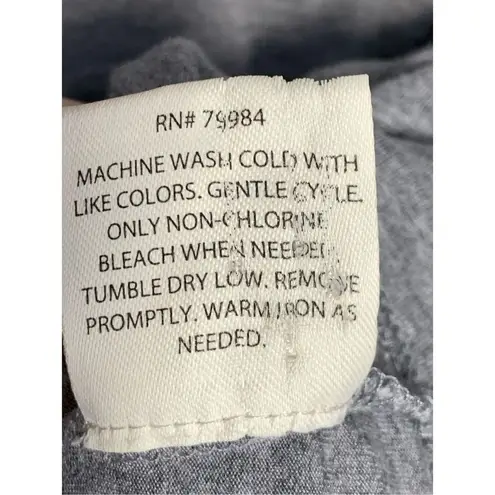 RN# 79984
MACHINE WASH COLD WITH
LIKE COLORS. GENTLE CYCLE.
ONLY NON-CHLORINE
BLEACH WHEN NEEDED.
TUMBLE DRY LOW. REMOVE
PROMPTLY. WARM IRON AS
NEEDED.